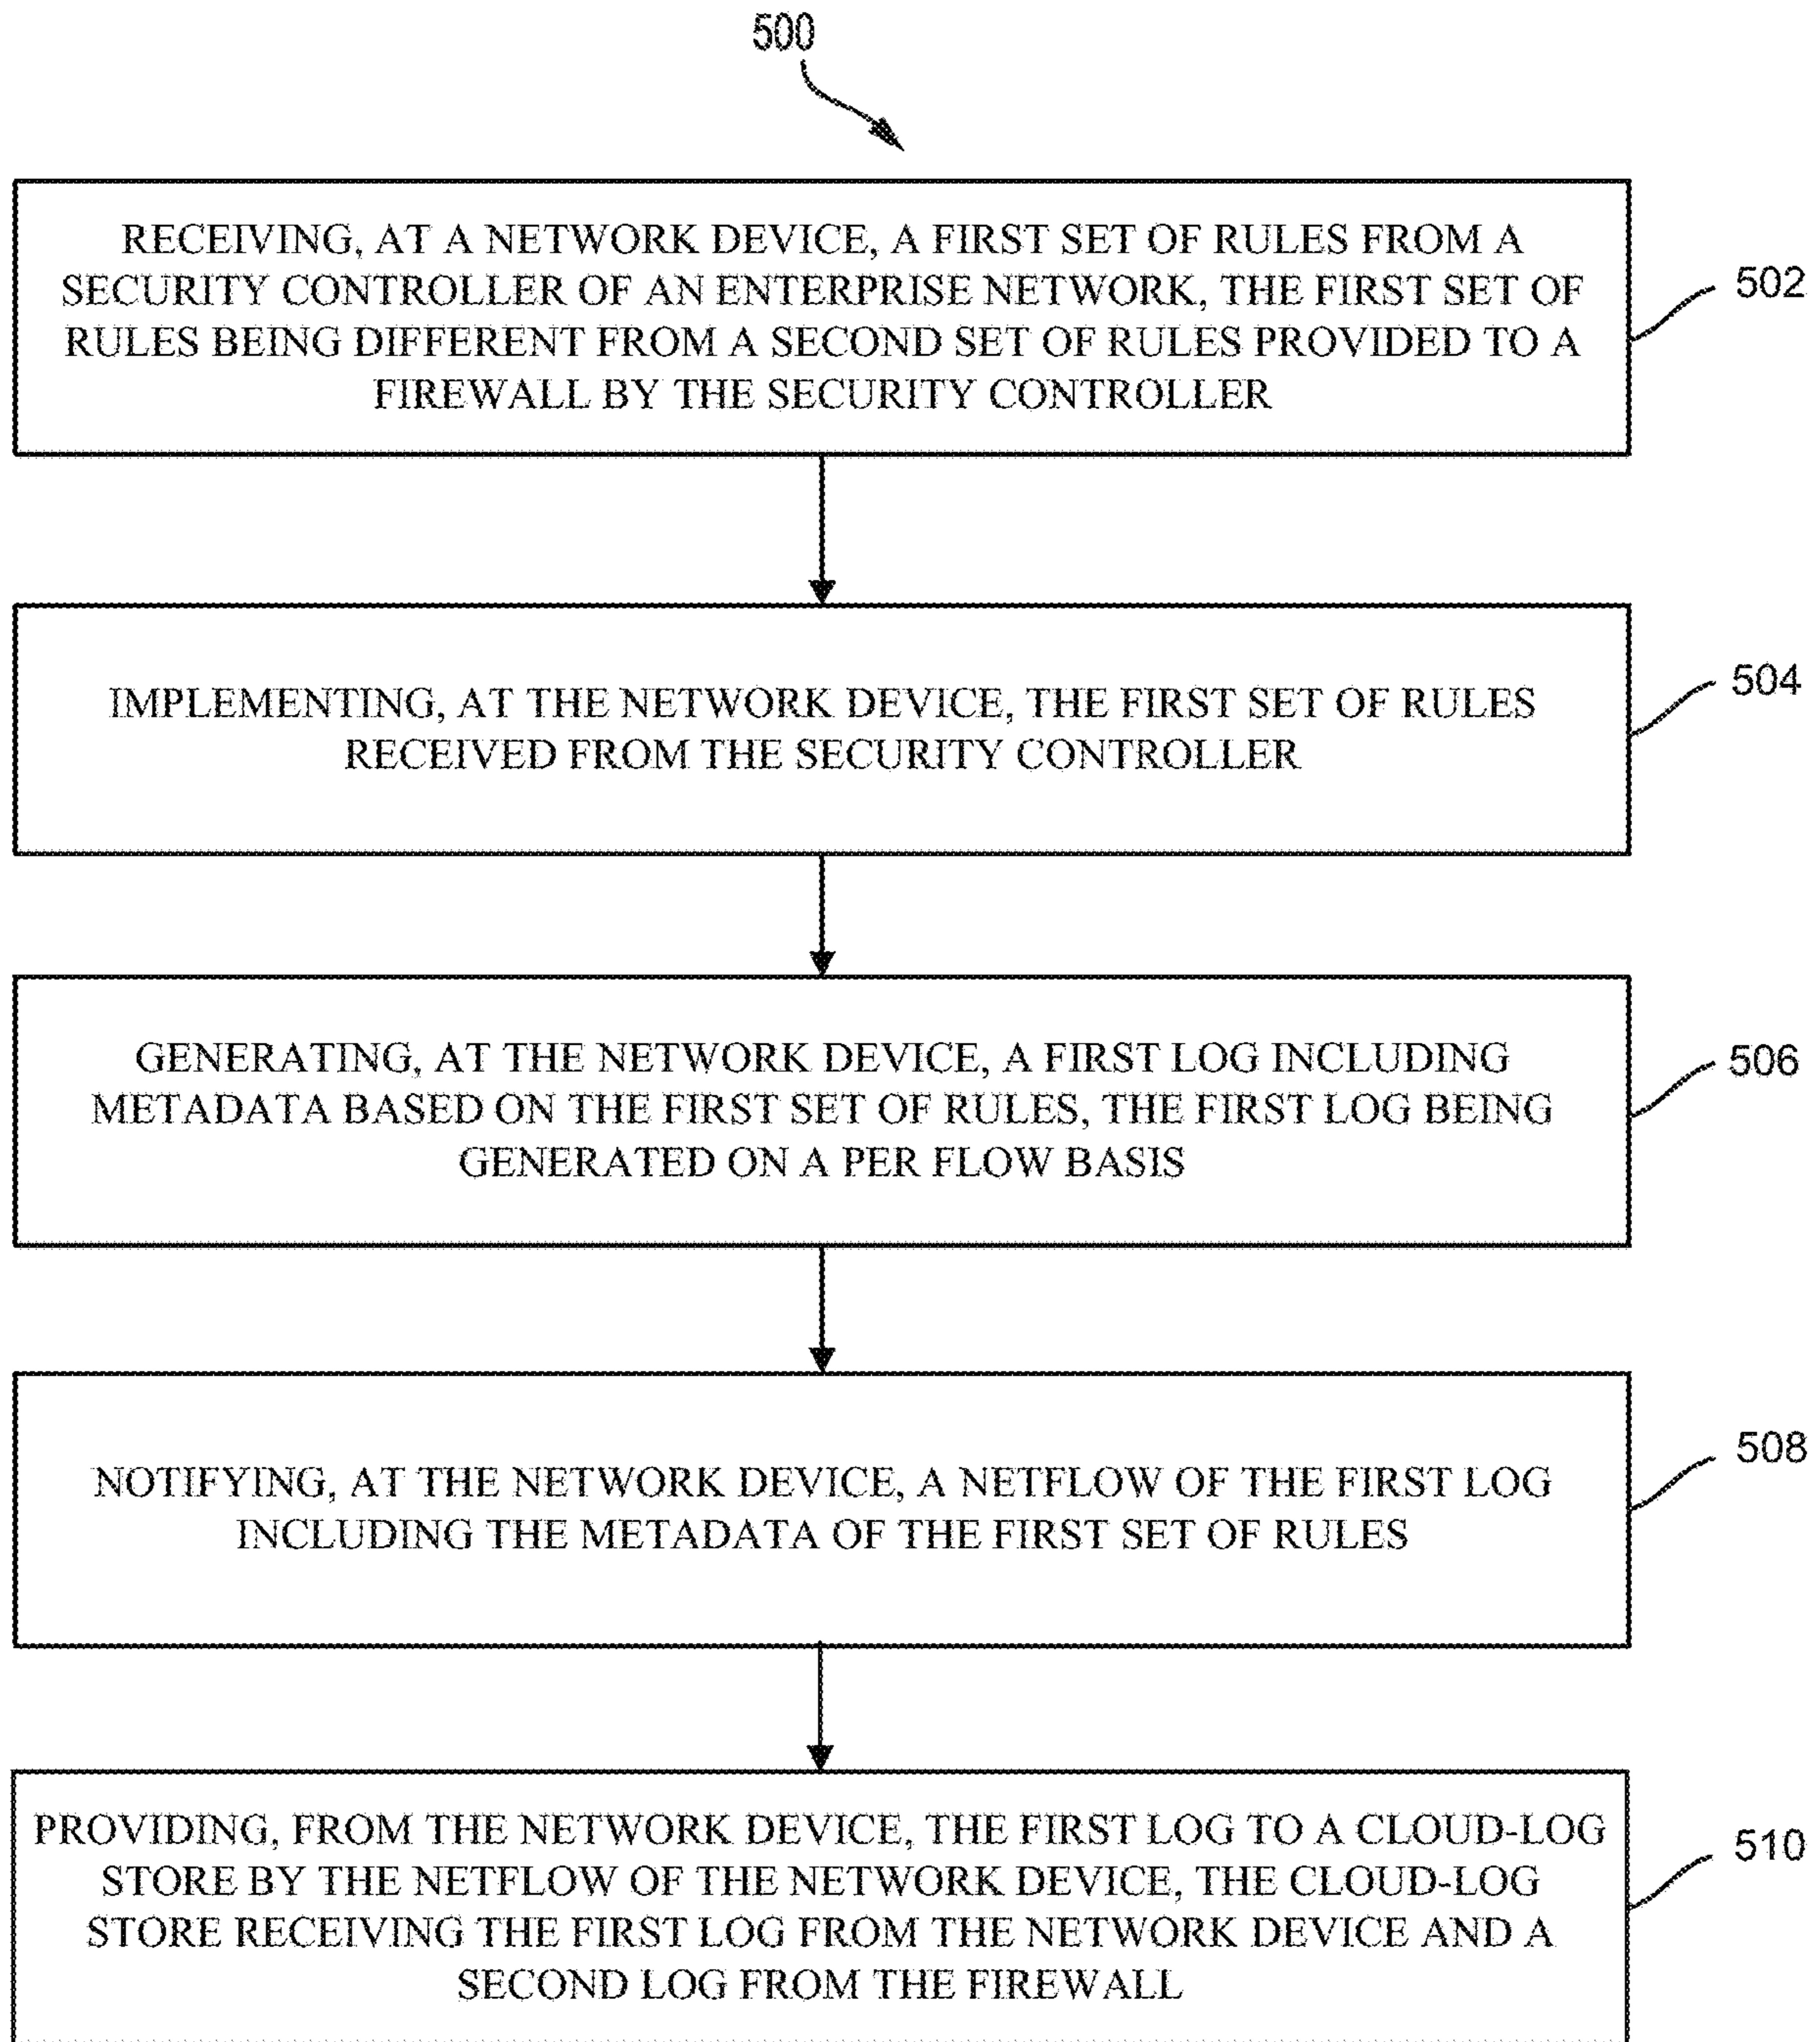 500
RECEIVING, AT A NETWORK DEVICE, A FIRST SET OF RULES FROM A
SECURITY CONTROLLER OF AN ENTERPRISE NETWORK, THE FIRST SET OF
RULES BEING DIFFERENT FROM A SECOND SET OF RULES PROVIDED TO A
FIREWALL BY THE SECURITY CONTROLLER
502
IMPLEMENTING, AT THE NETWORK DEVICE, THE FIRST SET OF RULES
RECEIVED FROM THE SECURITY CONTROLLER
504
GENERATING, AT THE NETWORK DEVICE, A FIRST LOG INCLUDING
METADATA BASED ON THE FIRST SET OF RULES, THE FIRST LOG BEING
GENERATED ON A PER FLOW BASIS
506
NOTIFYING, AT THE NETWORK DEVICE, A NETFLOW OF THE FIRST LOG
INCLUDING THE METADATA OF THE FIRST SET OF RULES
508
PROVIDING, FROM THE NETWORK DEVICE, THE FIRST LOG TO A CLOUD-LOG
STORE BY THE NETFLOW OF THE NETWORK DEVICE, THE CLOUD-LOG
STORE RECEIVING THE FIRST LOG FROM THE NETWORK DEVICE AND A
SECOND LOG FROM THE FIREWALL
510